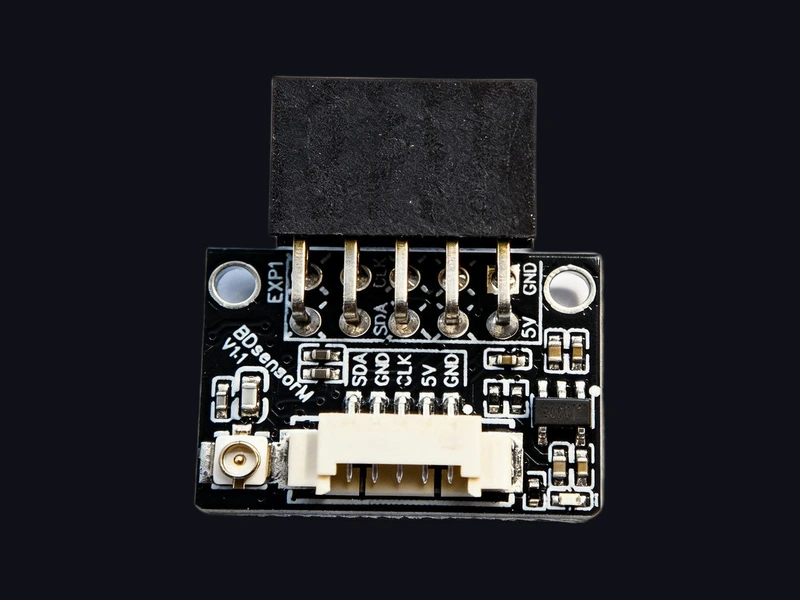 EXP1
CLK
GND
SDA
5V
BDsensorM
V1.1
SDA
GND
CLK
5V
GND